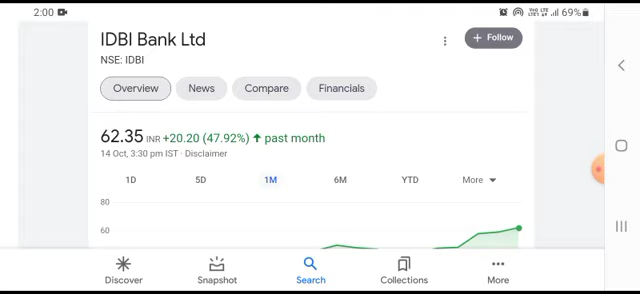 2:00 69%
IDBI Bank Ltd
+ Follow
NSE: IDBI
Overview News Compare Financials
62.35 INR +20.20 (47.92%) ↑ past month
14 Oct, 3:30 pm IST · Disclaimer
1D 5D 1M 6M YTD More
80
60
Discover Snapshot Search Collections More